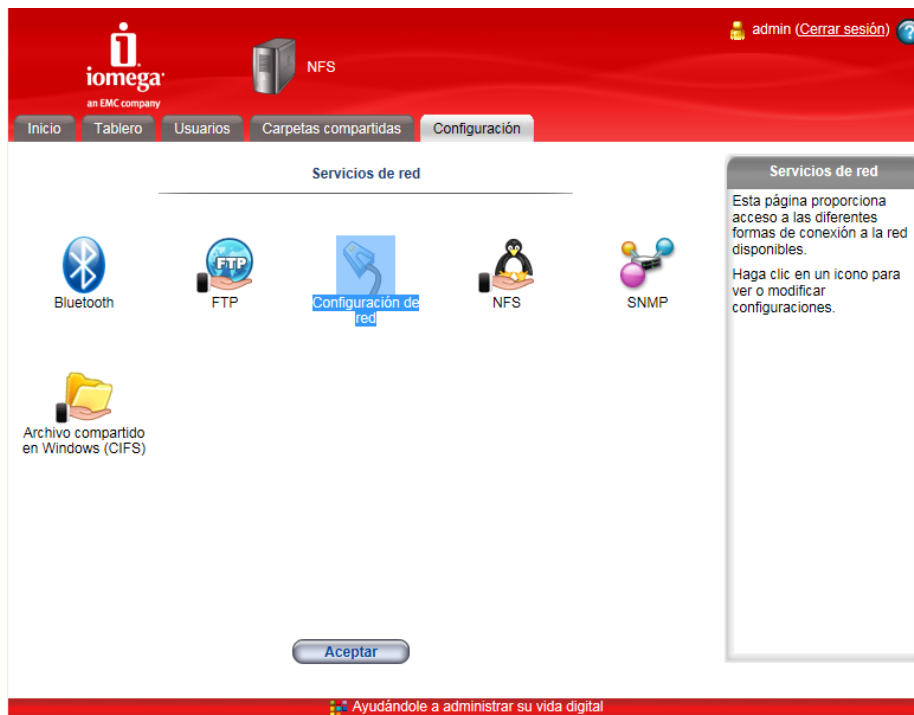 admin (Cerrar sesión)
?
iomega
an EMC company
NFS
Inicio
Tablero
Usuarios
Carpetas compartidas
Configuración
Servicios de red
Bluetooth
FTP
FTP
Configuración de
red
NFS
SNMP
Archivo compartido
en Windows (CIFS)
Aceptar
Servicios de red
Esta página proporciona
acceso a las diferentes
formas de conexión a la red
disponibles.
Haga clic en un icono para
ver o modificar
configuraciones.
Ayudándole a administrar su vida digital